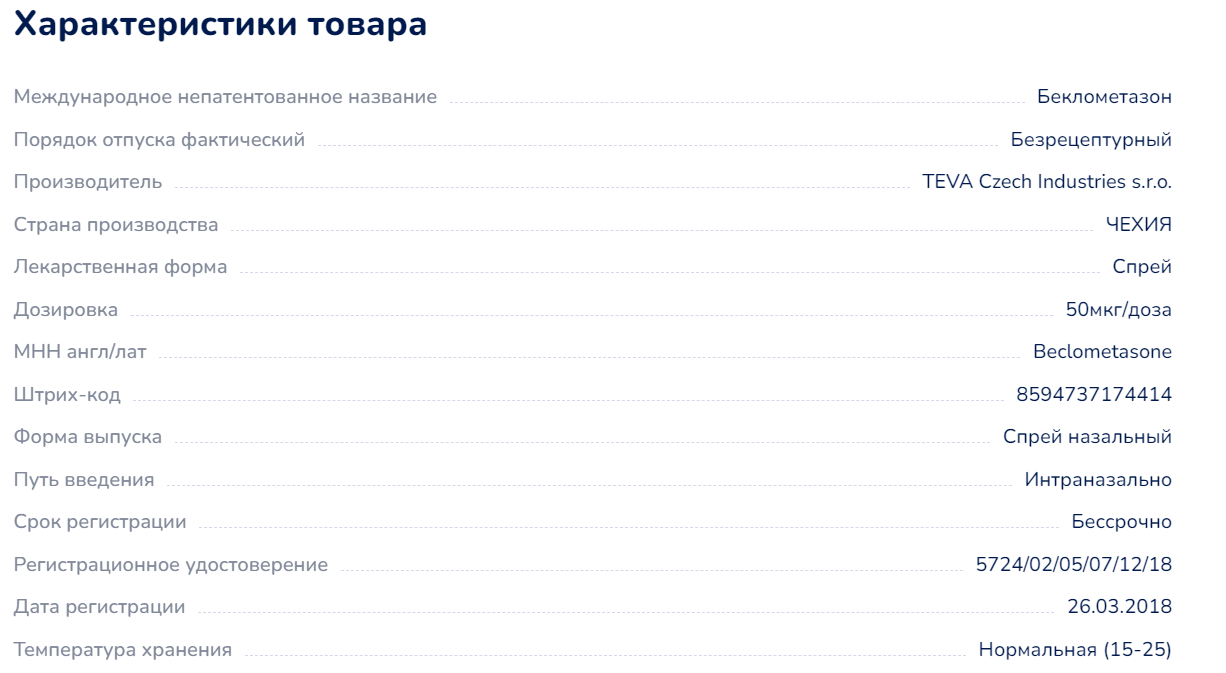 Характеристики товара
Международное непатентованное название Беклометазон
Порядок отпуска фактический Безрецептурный
Производитель TEVA Czech Industries s.r.o.
Страна производства ЧЕХИЯ
Лекарственная форма Спрей
Дозировка 50мкг/доза
МНН англ/лат Beclometasone
Штрих-код 8594737174414
Форма выпуска Спрей назальный
Путь введения Интраназально
Срок регистрации Бессрочно
Регистрационное удостоверение 5724/02/05/07/12/18
Дата регистрации 26.03.2018
Температура хранения Нормальная (15-25)